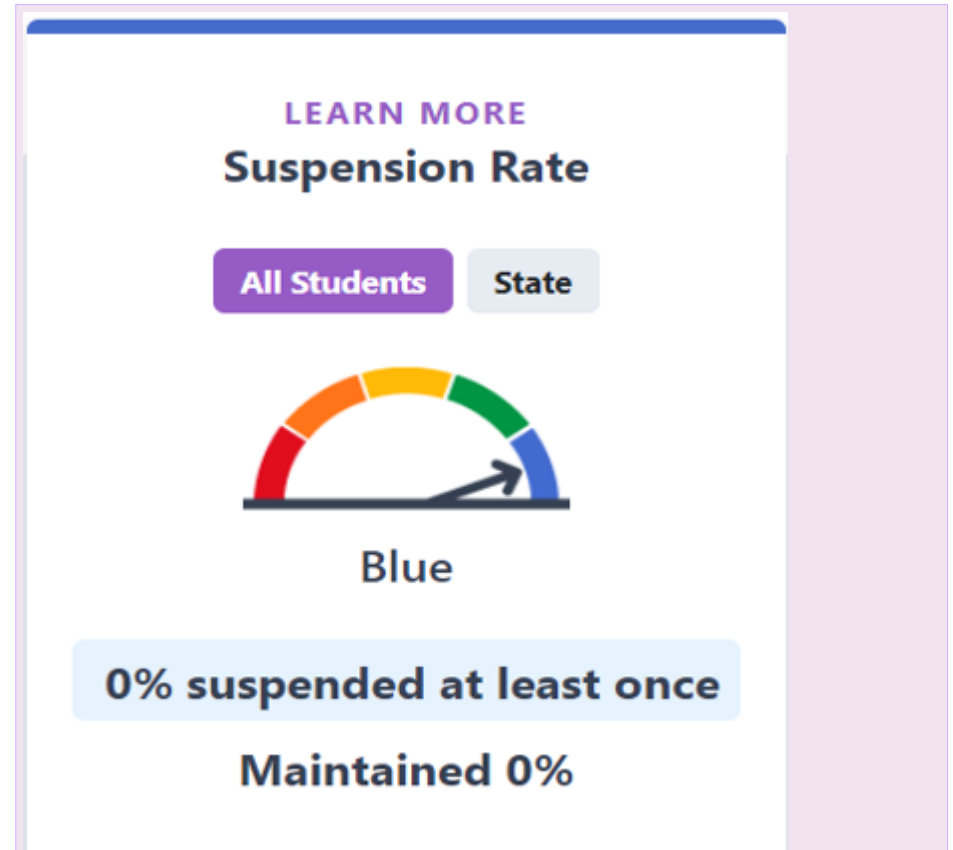 LEARN MORE
Suspension Rate
All Students State
Blue
0% suspended at least once
Maintained 0%